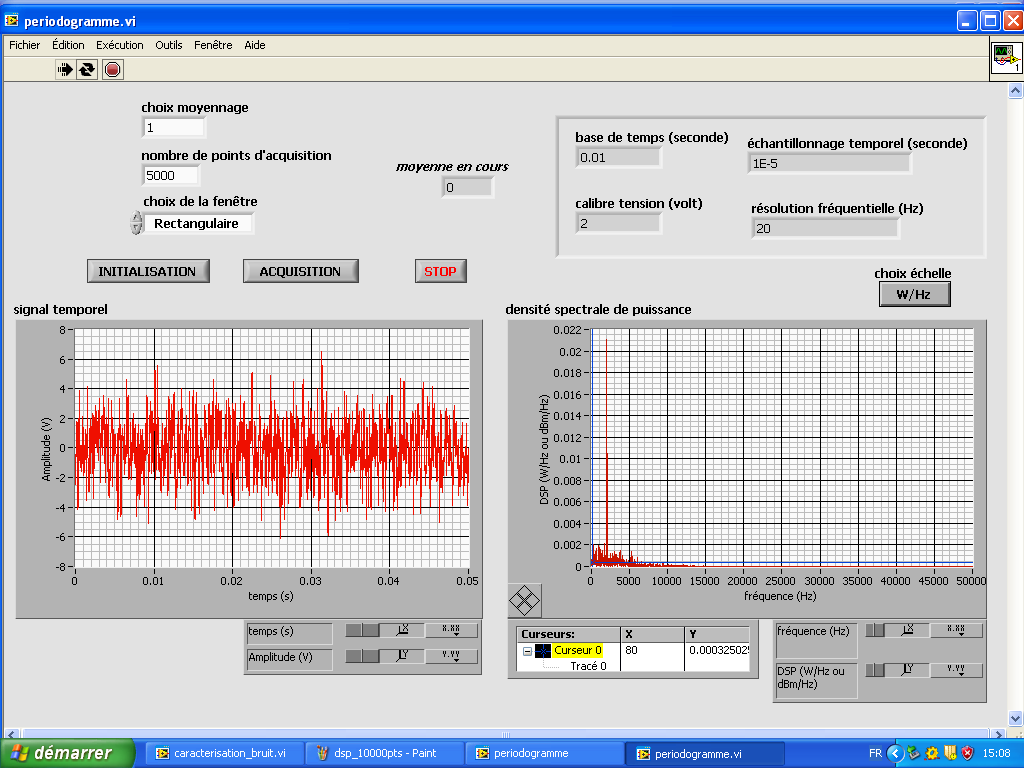 periodogramme.vi
Fichier Édition Exécution Outils Fenêtre Aide
1
choix moyennage
1
nombre de points d'acquisition
5000
choix de la fenêtre
Rectangulaire
moyenne en cours
0
base de temps (seconde)
0.01
échantillonnage temporel (seconde)
1E-5
calibre tension (volt)
2
résolution fréquentielle (Hz)
20
INITIALISATION ACQUISITION STOP
choix échelle
W/Hz
signal temporel
8
6
4
2
0
-2
-4
-6
-8
Amplitude (V)
0 0.01 0.02 0.03 0.04 0.05
temps (s)
densité spectrale de puissance
0.022
0.02
0.018
0.016
0.014
0.012
0.01
0.008
0.006
0.004
0.002
0
DSP (W/Hz ou dBm/Hz)
0 5000 10000 15000 20000 25000 30000 35000 40000 45000 50000
fréquence (Hz)
temps (s)
X.XX
Amplitude (V)
Y.YY
Curseurs: X Y
Curseur 0 80 0.00032502
Tracé 0
fréquence (Hz)
X.XX
DSP (W/Hz ou
dBm/Hz)
Y.YY
démarrer
caracterisation_bruit.vi
dsp_10000pts - Paint
periodogramme
periodogramme.vi
FR
15:08